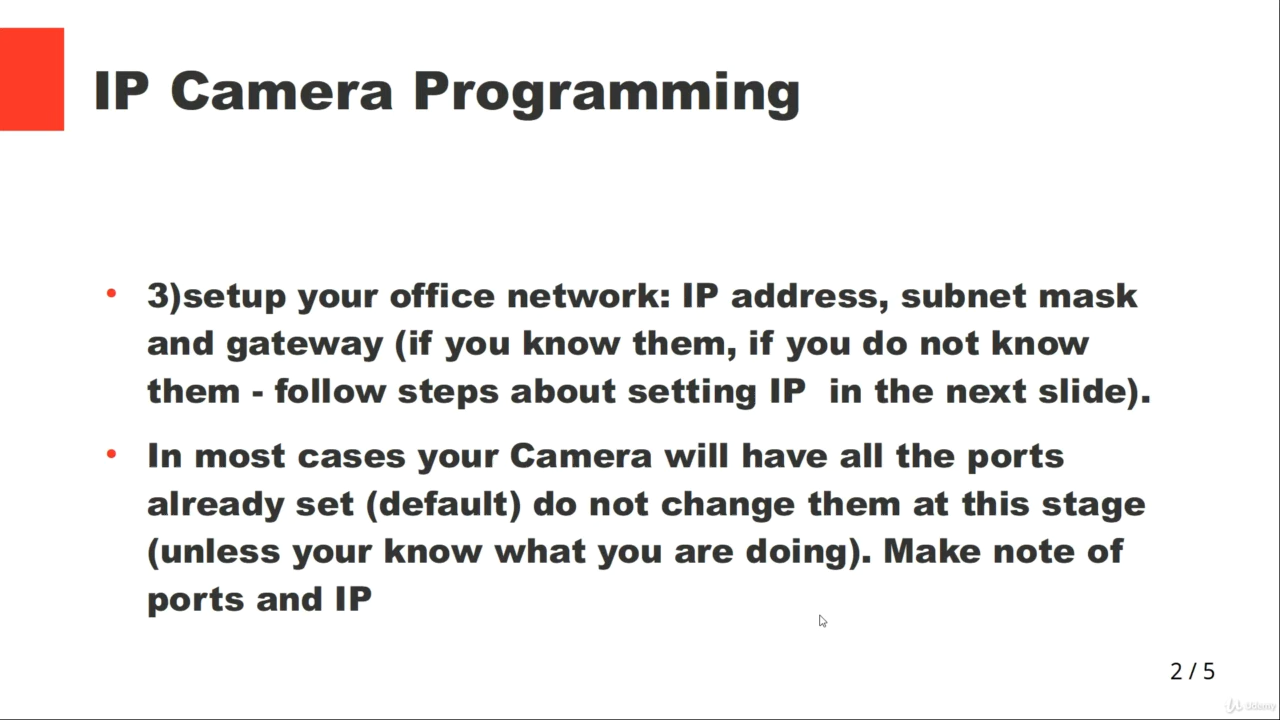 IP Camera Programming
• 3)setup your office network: IP address, subnet mask
and gateway (if you know them, if you do not know
them - follow steps about setting IP  in the next slide).
• In most cases your Camera will have all the ports
already set (default) do not change them at this stage
(unless your know what you are doing). Make note of
ports and IP
2 / 5
Udemy